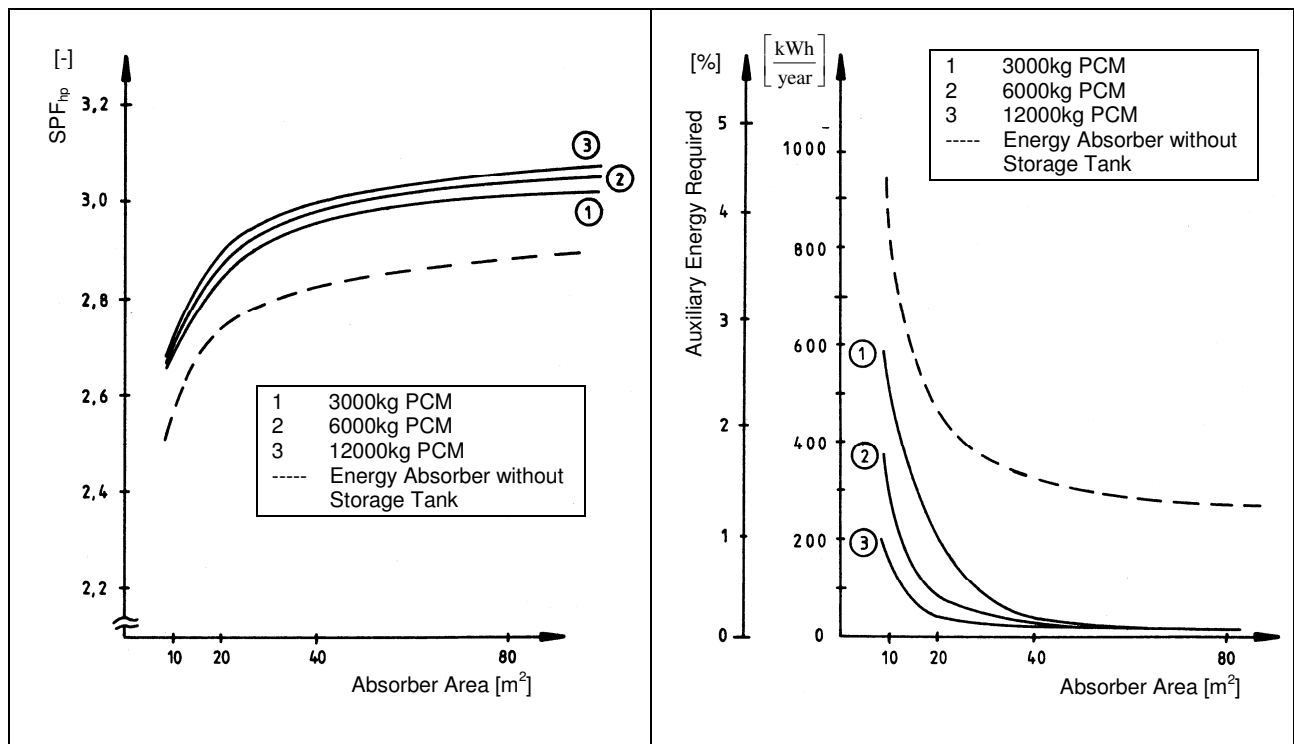 [-]
SPFhp
3,2
3,0
2,8
2,6
2,4
2,2
3
2
1
1 3000kg PCM
2 6000kg PCM
3 12000kg PCM
----- Energy Absorber without
Storage Tank
10 20 40 80
Absorber Area [m²]
[%]
[kWh/year]
Auxiliary Energy Required
5
4
3
2
1
0
1000
800
600
400
200
0
1 3000kg PCM
2 6000kg PCM
3 12000kg PCM
----- Energy Absorber without
Storage Tank
1
2
3
10 20 40 80
Absorber Area [m²]